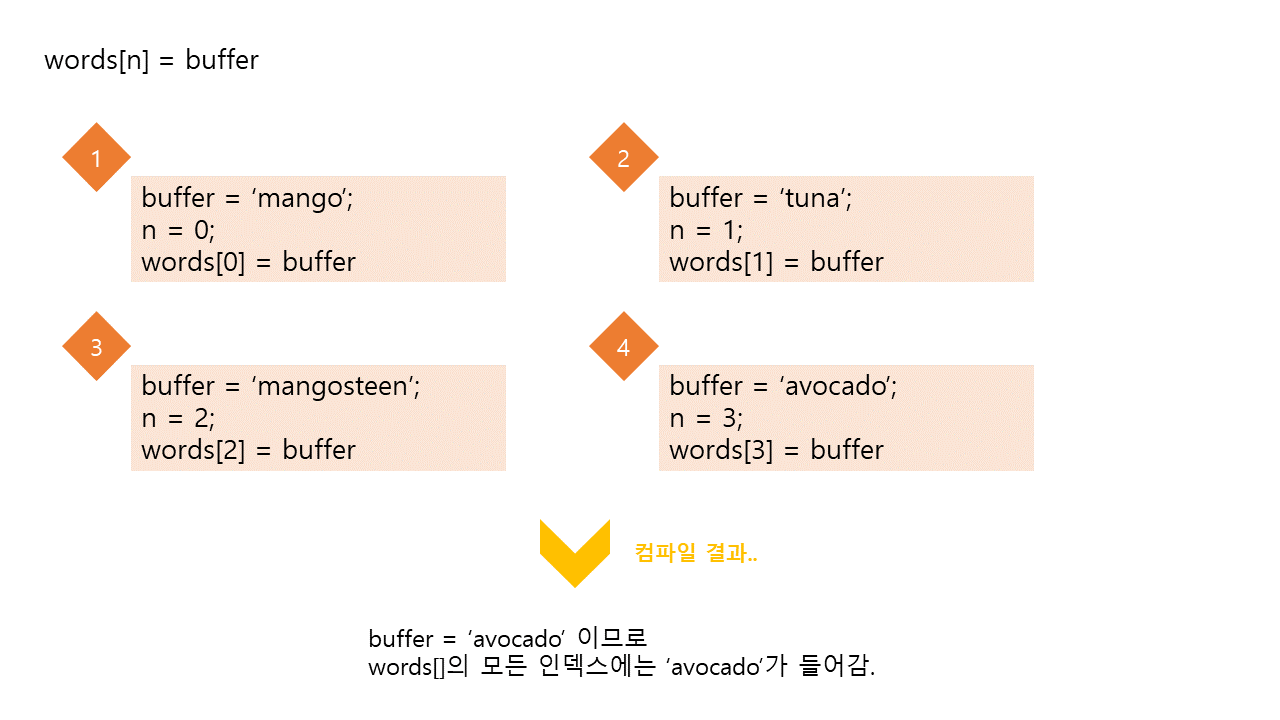 words[n] = buffer
1
buffer = ‘mango’;
n = 0;
words[0] = buffer
2
buffer = ‘tuna’;
n = 1;
words[1] = buffer
3
buffer = ‘mangosteen’;
n = 2;
words[2] = buffer
4
buffer = ‘avocado’;
n = 3;
words[3] = buffer
컴파일 결과..
buffer = ‘avocado’ 이므로
words[]의 모든 인덱스에는 ‘avocado‘가 들어감.